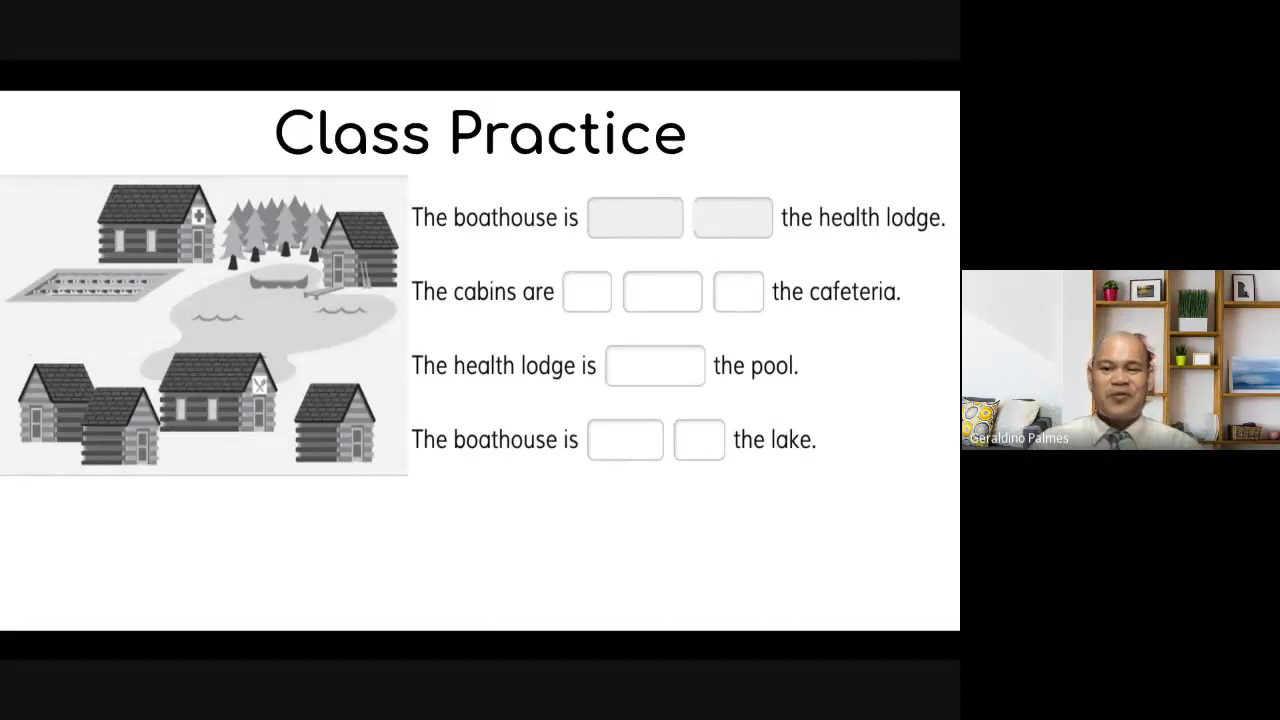 Class Practice
The boathouse is the health lodge.
The cabins are the cafeteria.
The health lodge is the pool.
The boathouse is the lake.
Geraldino Palmes